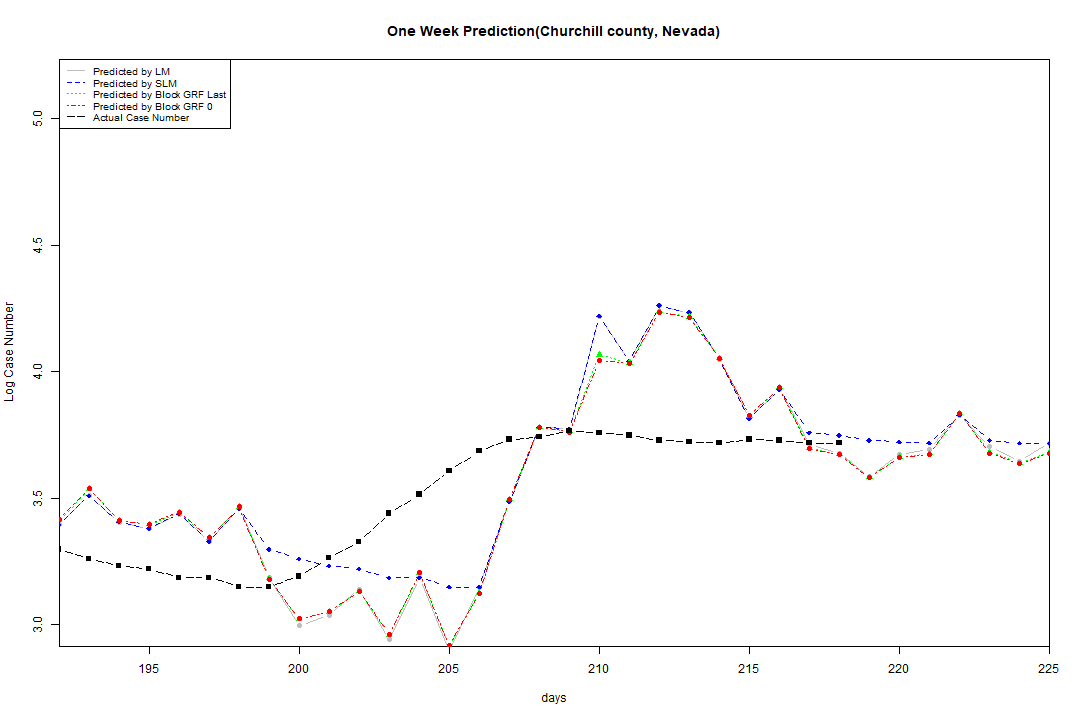 One Week Prediction(Churchill county, Nevada)
Predicted by LM
Predicted by SLM
Predicted by Block GRF Last
Predicted by Block GRF 0
Actual Case Number
5.0
4.5
4.0
3.5
3.0
Log Case Number
195 200 205 210 215 220 225
days